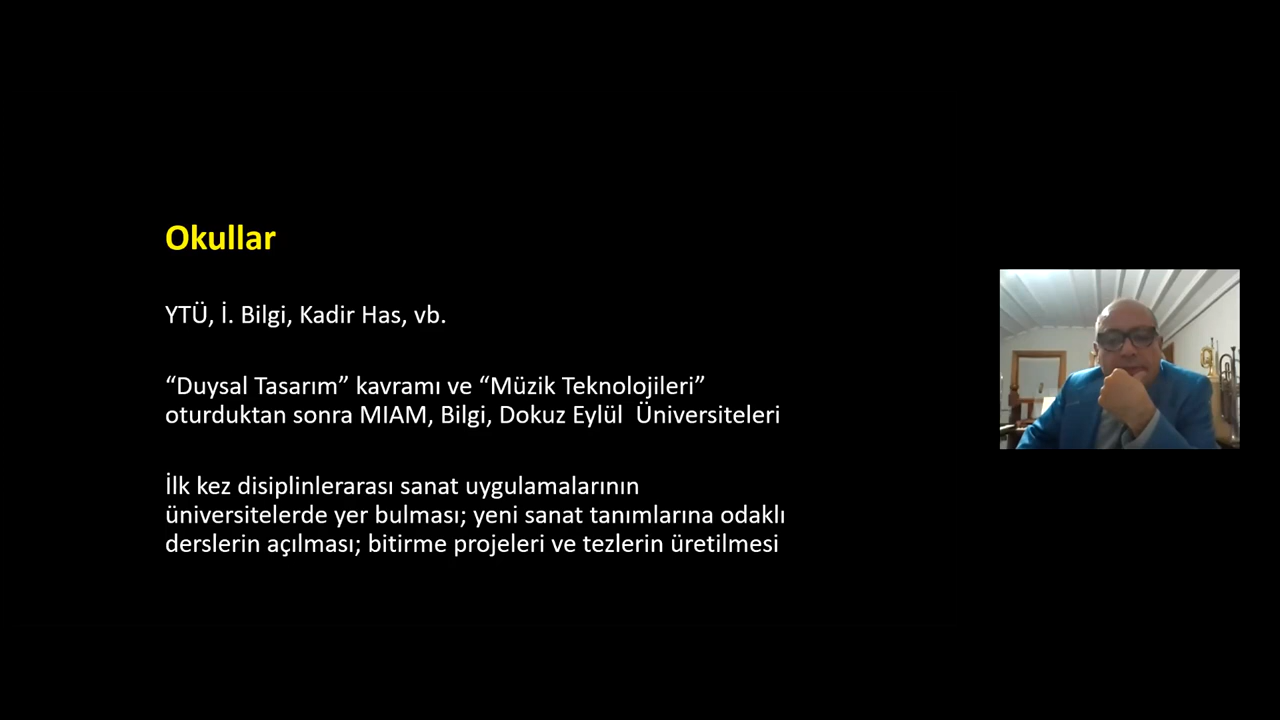 Okullar
YTÜ, İ. Bilgi, Kadir Has, vb.
“Duysal Tasarım” kavramı ve “Müzik Teknolojileri”
oturduktan sonra MIAM, Bilgi, Dokuz Eylül  Üniversiteleri
İlk kez disiplinlerarası sanat uygulamalarının
üniversitelerde yer bulması; yeni sanat tanımlarına odaklı
derslerin açılması; bitirme projeleri ve tezlerin üretilmesi